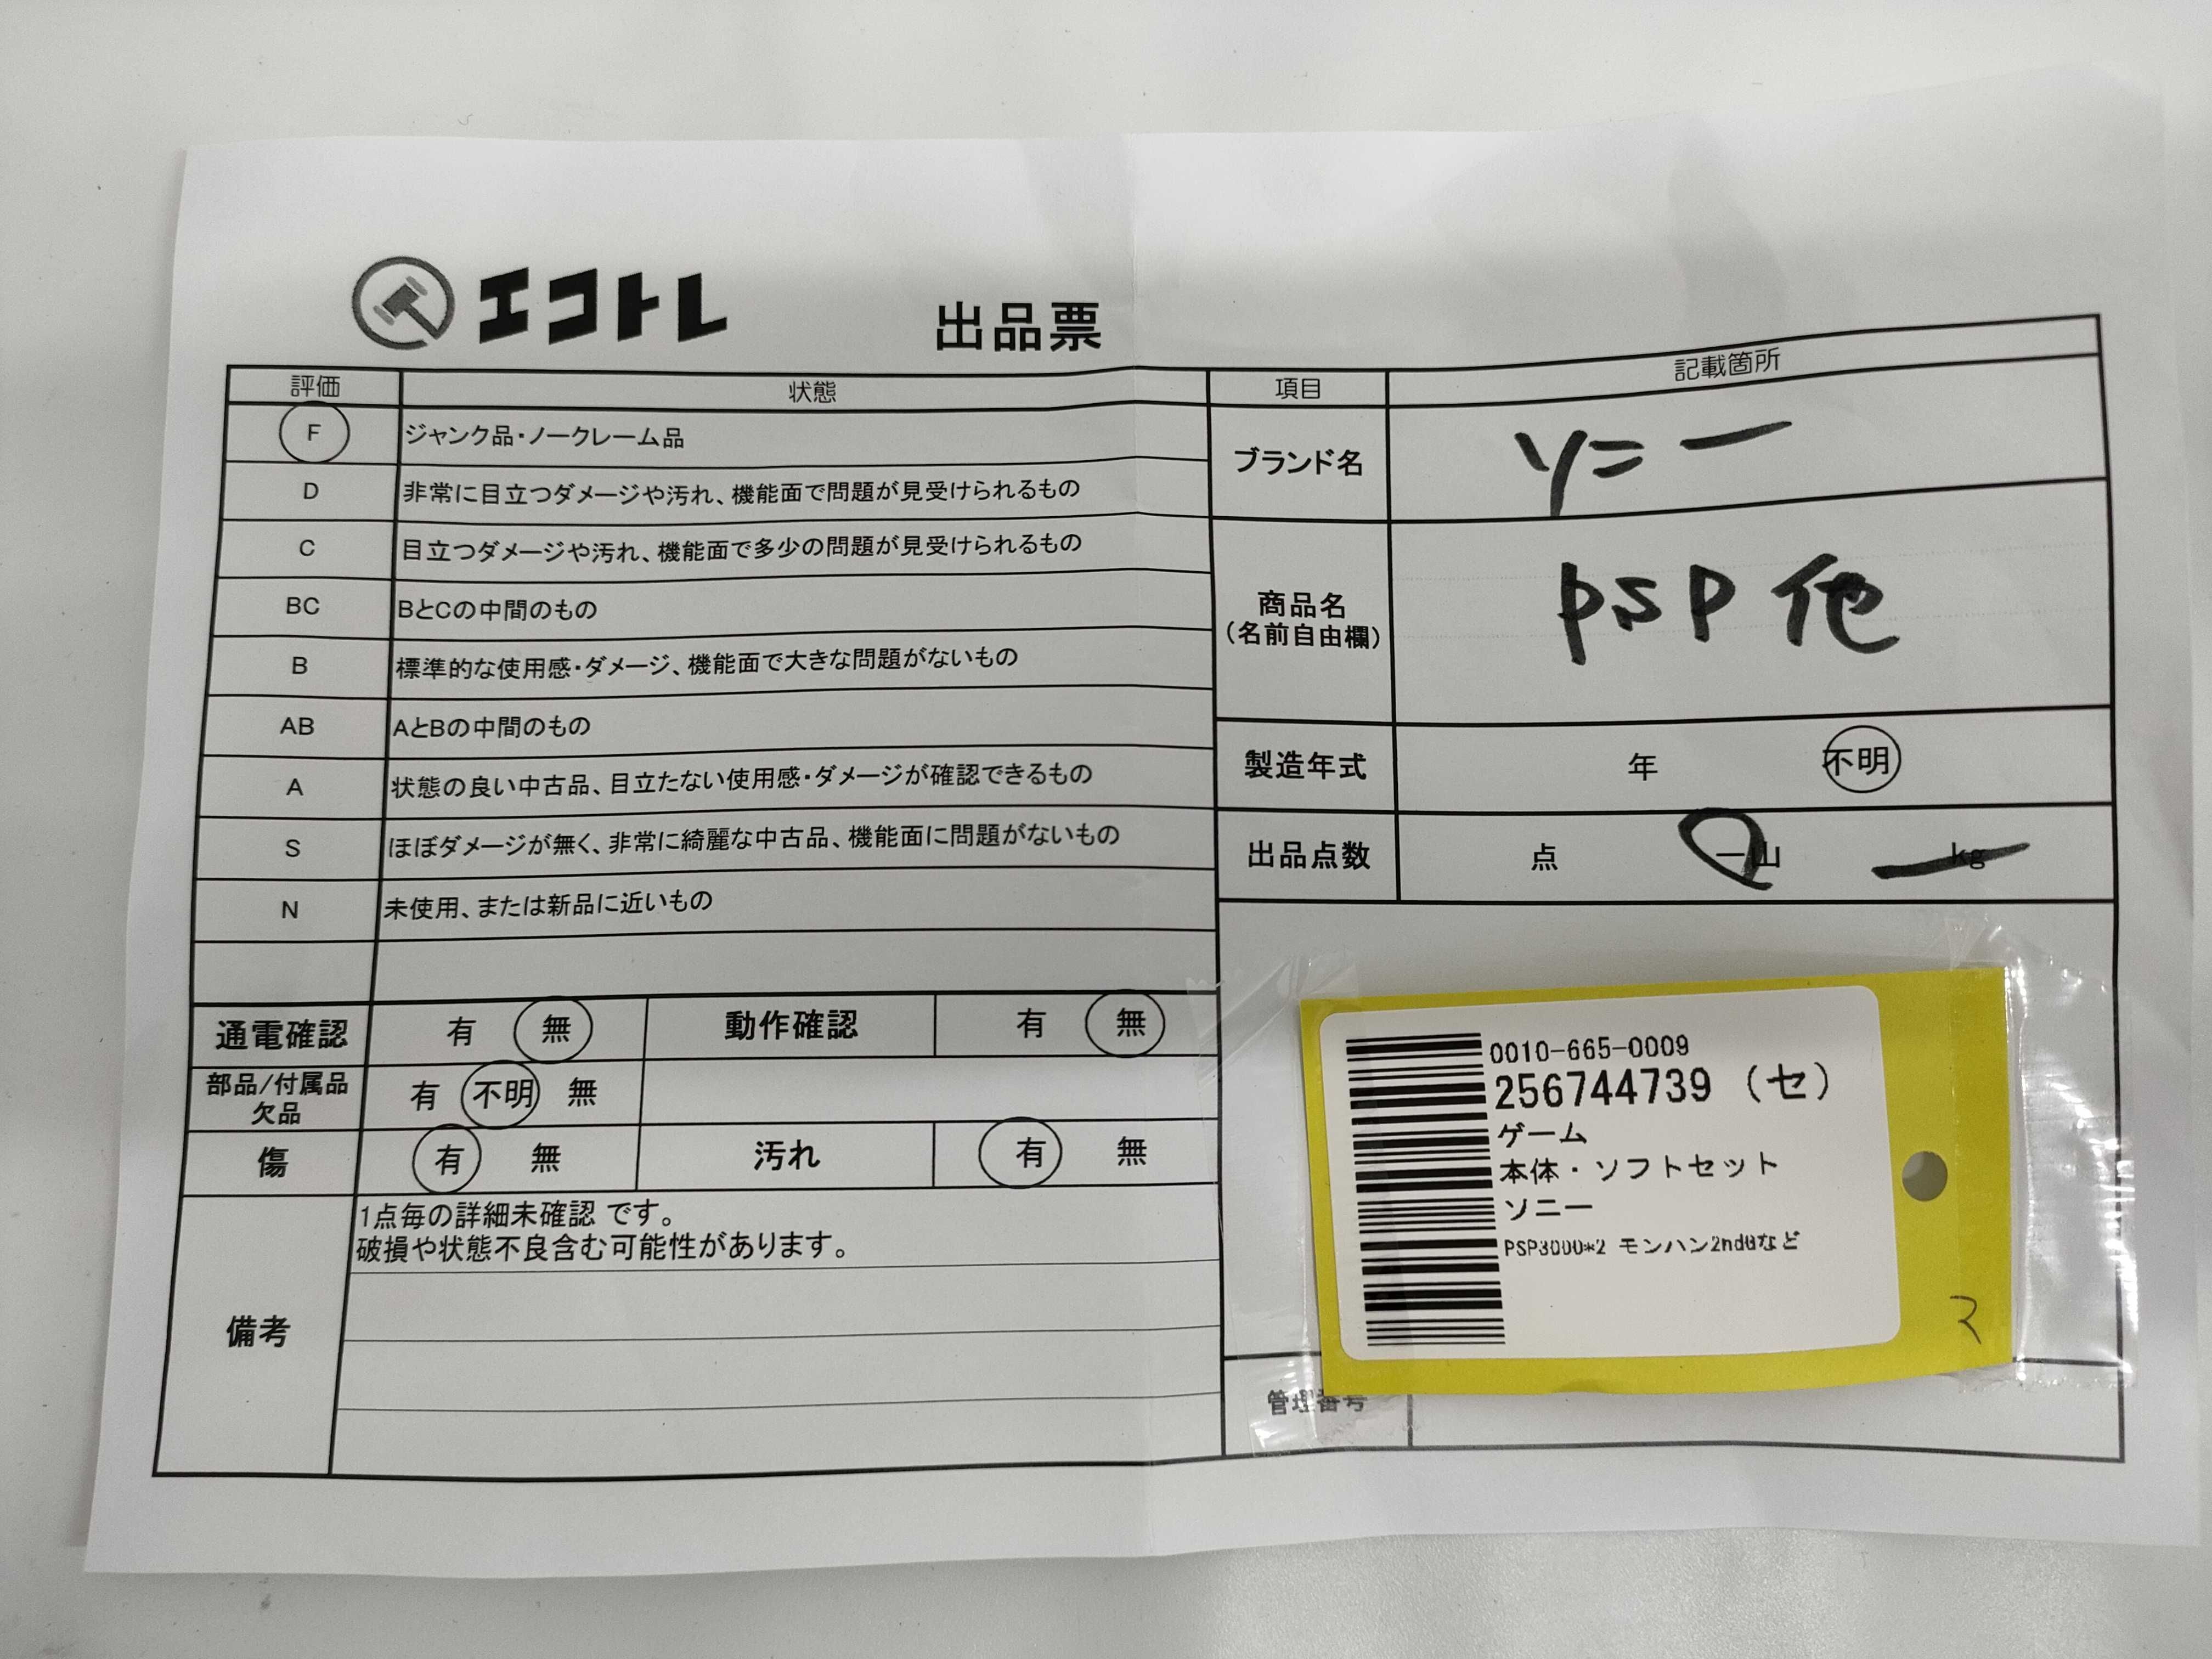 エコトレ
出品票
評価 状態
F ジャンク品・ノークレーム品
D 非常に目立つダメージや汚れ、機能面で問題が見受けられるもの
C 目立つダメージや汚れ、機能面で多少の問題が見受けられるもの
BC BとCの中間のもの
B 標準的な使用感・ダメージ、機能面で大きな問題がないもの
AB AとBの中間のもの
A 状態の良い中古品、目立たない使用感・ダメージが確認できるもの
S ほぼダメージが無く、非常に綺麗な中古品、機能面に問題がないもの
N 未使用、または新品に近いもの
通電確認 有 無 動作確認 有 無
部品/付属品
欠品
有 不明 無
傷 有 無 汚れ 有 無
備考
1点毎の詳細未確認 です。
破損や状態不良含む可能性があります。
項目 記載箇所
ブランド名 ソニー
商品名
(名前自由欄)
PSP 他
製造年式 年 不明
出品点数 点 一山 kg
0010-665-0009
256744739 (セ)
ゲーム
本体・ソフトセット
ソニー
PSP3000*2 モンハン2ndGなど
管理番号